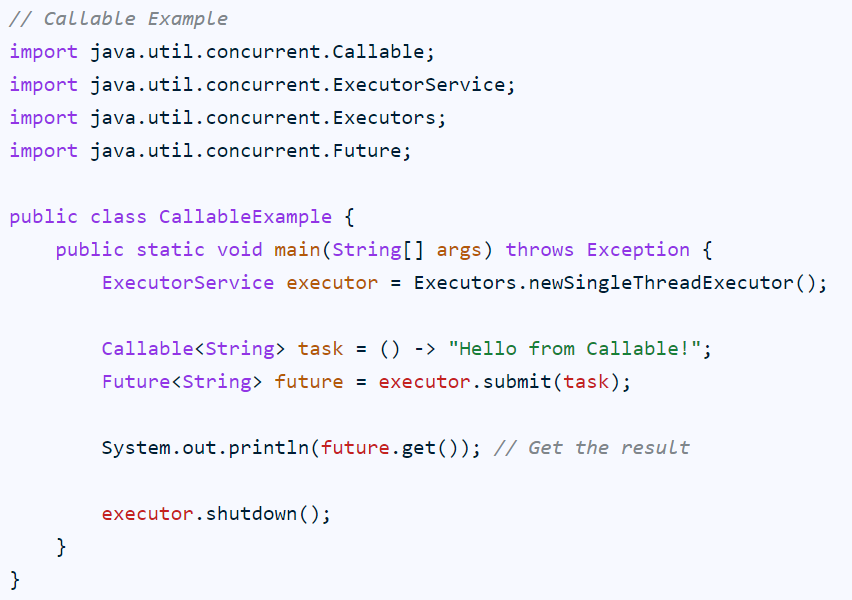 // Callable Example
import java.util.concurrent.Callable;
import java.util.concurrent.ExecutorService;
import java.util.concurrent.Executors;
import java.util.concurrent.Future;

public class CallableExample {
    public static void main(String[] args) throws Exception {
        ExecutorService executor = Executors.newSingleThreadExecutor();

        Callable<String> task = () -> "Hello from Callable!";
        Future<String> future = executor.submit(task);

        System.out.println(future.get()); // Get the result

        executor.shutdown();
    }
}